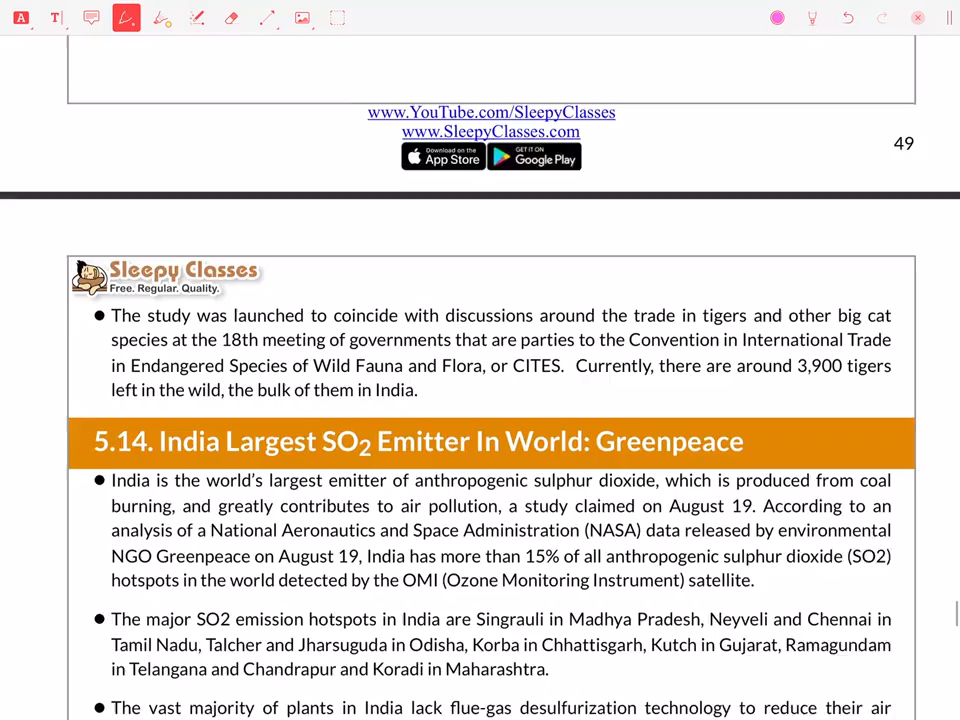 A T
www.YouTube.com/SleepyClasses
www.SleepyClasses.com
Download on the App Store GET IT ON Google Play
49
Sleepy Classes
Free. Regular. Quality.
● The study was launched to coincide with discussions around the trade in tigers and other big cat
species at the 18th meeting of governments that are parties to the Convention in International Trade
in Endangered Species of Wild Fauna and Flora, or CITES. Currently, there are around 3,900 tigers
left in the wild, the bulk of them in India.
5.14. India Largest SO2 Emitter In World: Greenpeace
● India is the world's largest emitter of anthropogenic sulphur dioxide, which is produced from coal
burning, and greatly contributes to air pollution, a study claimed on August 19. According to an
analysis of a National Aeronautics and Space Administration (NASA) data released by environmental
NGO Greenpeace on August 19, India has more than 15% of all anthropogenic sulphur dioxide (SO2)
hotspots in the world detected by the OMI (Ozone Monitoring Instrument) satellite.
● The major SO2 emission hotspots in India are Singrauli in Madhya Pradesh, Neyveli and Chennai in
Tamil Nadu, Talcher and Jharsuguda in Odisha, Korba in Chhattisgarh, Kutch in Gujarat, Ramagundam
in Telangana and Chandrapur and Koradi in Maharashtra.
● The vast majority of plants in India lack flue-gas desulfurization technology to reduce their air